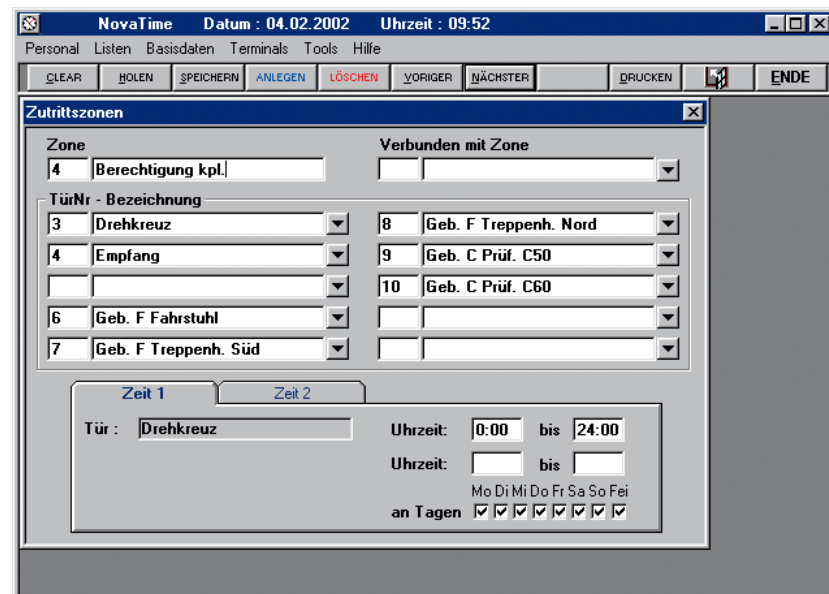 NovaTime Datum : 04.02.2002 Uhrzeit : 09:52
Personal Listen Basisdaten Terminals Tools Hilfe
CLEAR HOLEN SPEICHERN ANLEGEN LÖSCHEN VORIGER NÄCHSTER DRUCKEN ENDE
Zutrittszonen
Zone Verbunden mit Zone
4 Berechtigung kpl.
TürNr - Bezeichnung
3 Drehkreuz 8 Geb. F Treppenh. Nord
4 Empfang 9 Geb. C Prüf. C50
10 Geb. C Prüf. C60
6 Geb. F Fahrstuhl
7 Geb. F Treppenh. Süd
Zeit 1 Zeit 2
Tür : Drehkreuz Uhrzeit: 0:00 bis 24:00
Uhrzeit: bis
Mo Di Mi Do Fr Sa So Fei
an Tagen